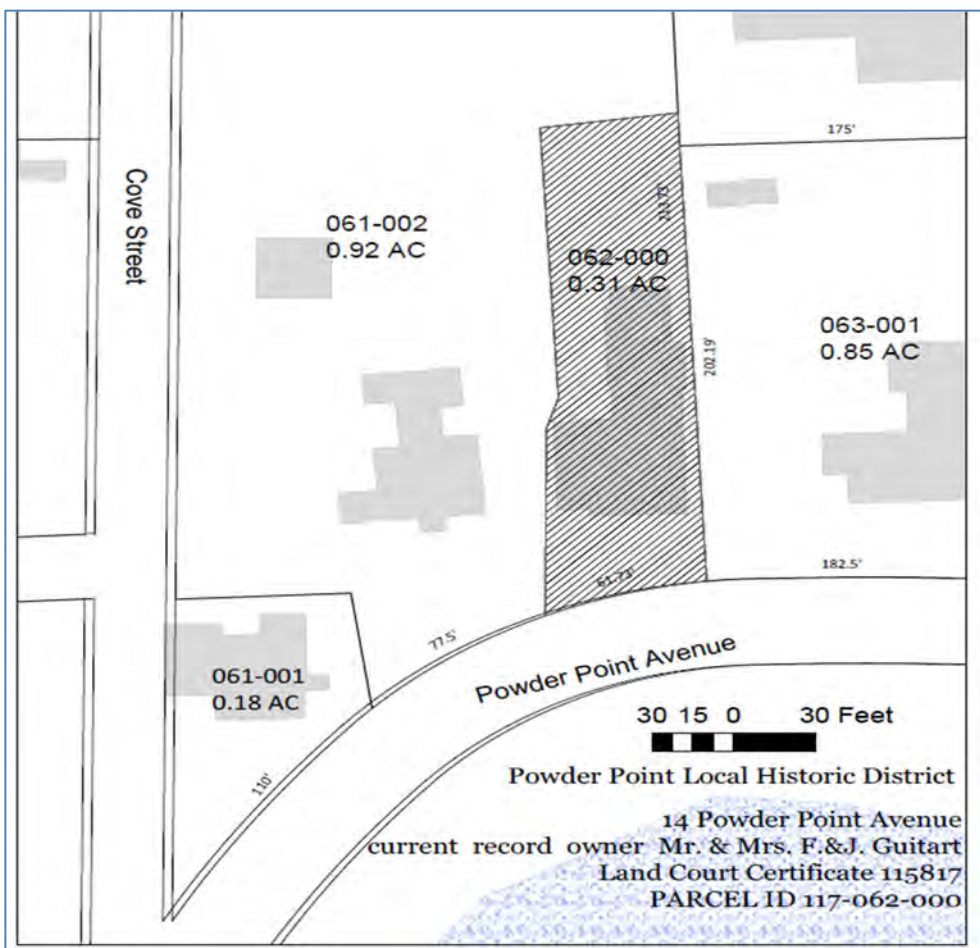 175'
Cove Street
213.73'
061-002
0.92 AC
062-000
0.31 AC
063-001
0.85 AC
202.19'
182.5'
61.73'
77.5'
Powder Point Avenue
061-001
0.18 AC
110'
30 15 0 30 Feet
Powder Point Local Historic District
14 Powder Point Avenue
current record owner Mr. & Mrs. F.&J. Guitart
Land Court Certificate 115817
PARCEL ID 117-062-000